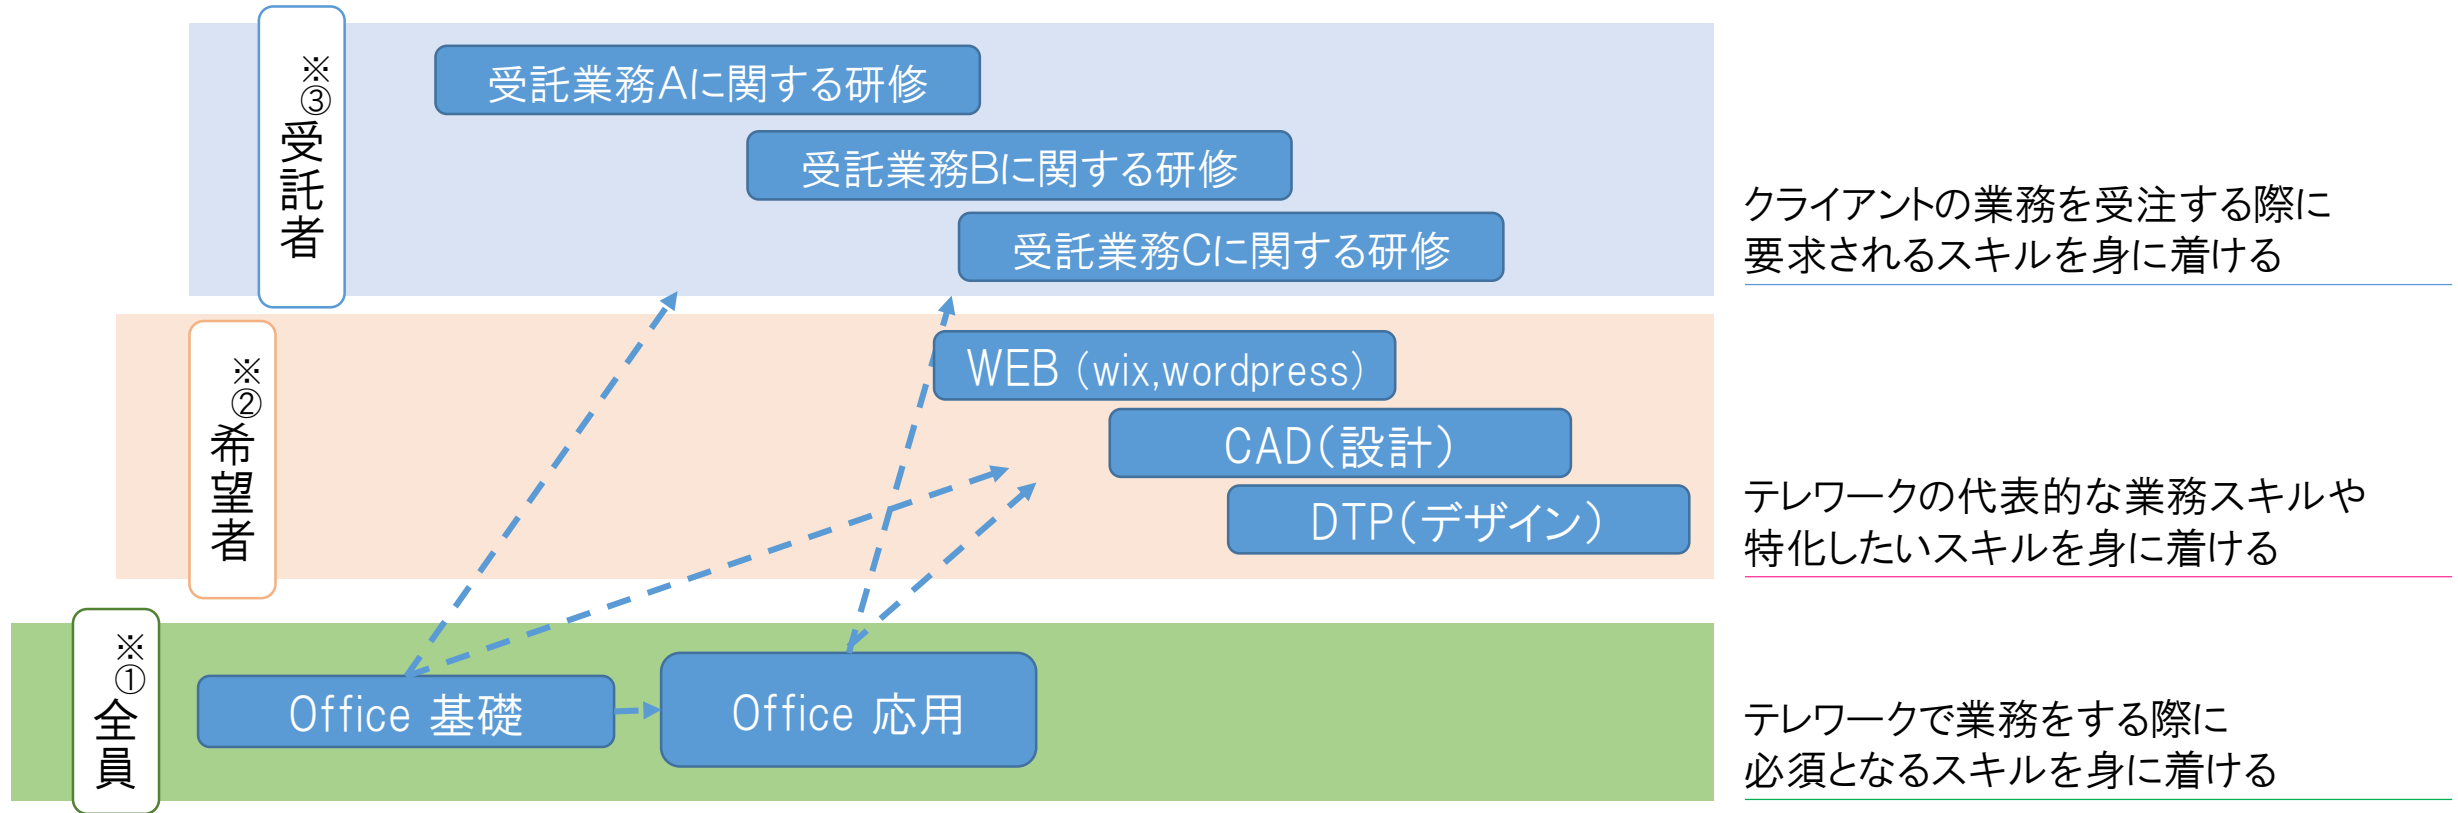 ※③受託者
受託業務Aに関する研修
受託業務Bに関する研修
受託業務Cに関する研修
クライアントの業務を受注する際に
要求されるスキルを身に着ける
※②希望者
WEB（wix,wordpress）
CAD（設計）
DTP（デザイン）
テレワークの代表的な業務スキルや
特化したいスキルを身に着ける
※①全員
Office 基礎
Office 応用
テレワークで業務をする際に
必須となるスキルを身に着ける